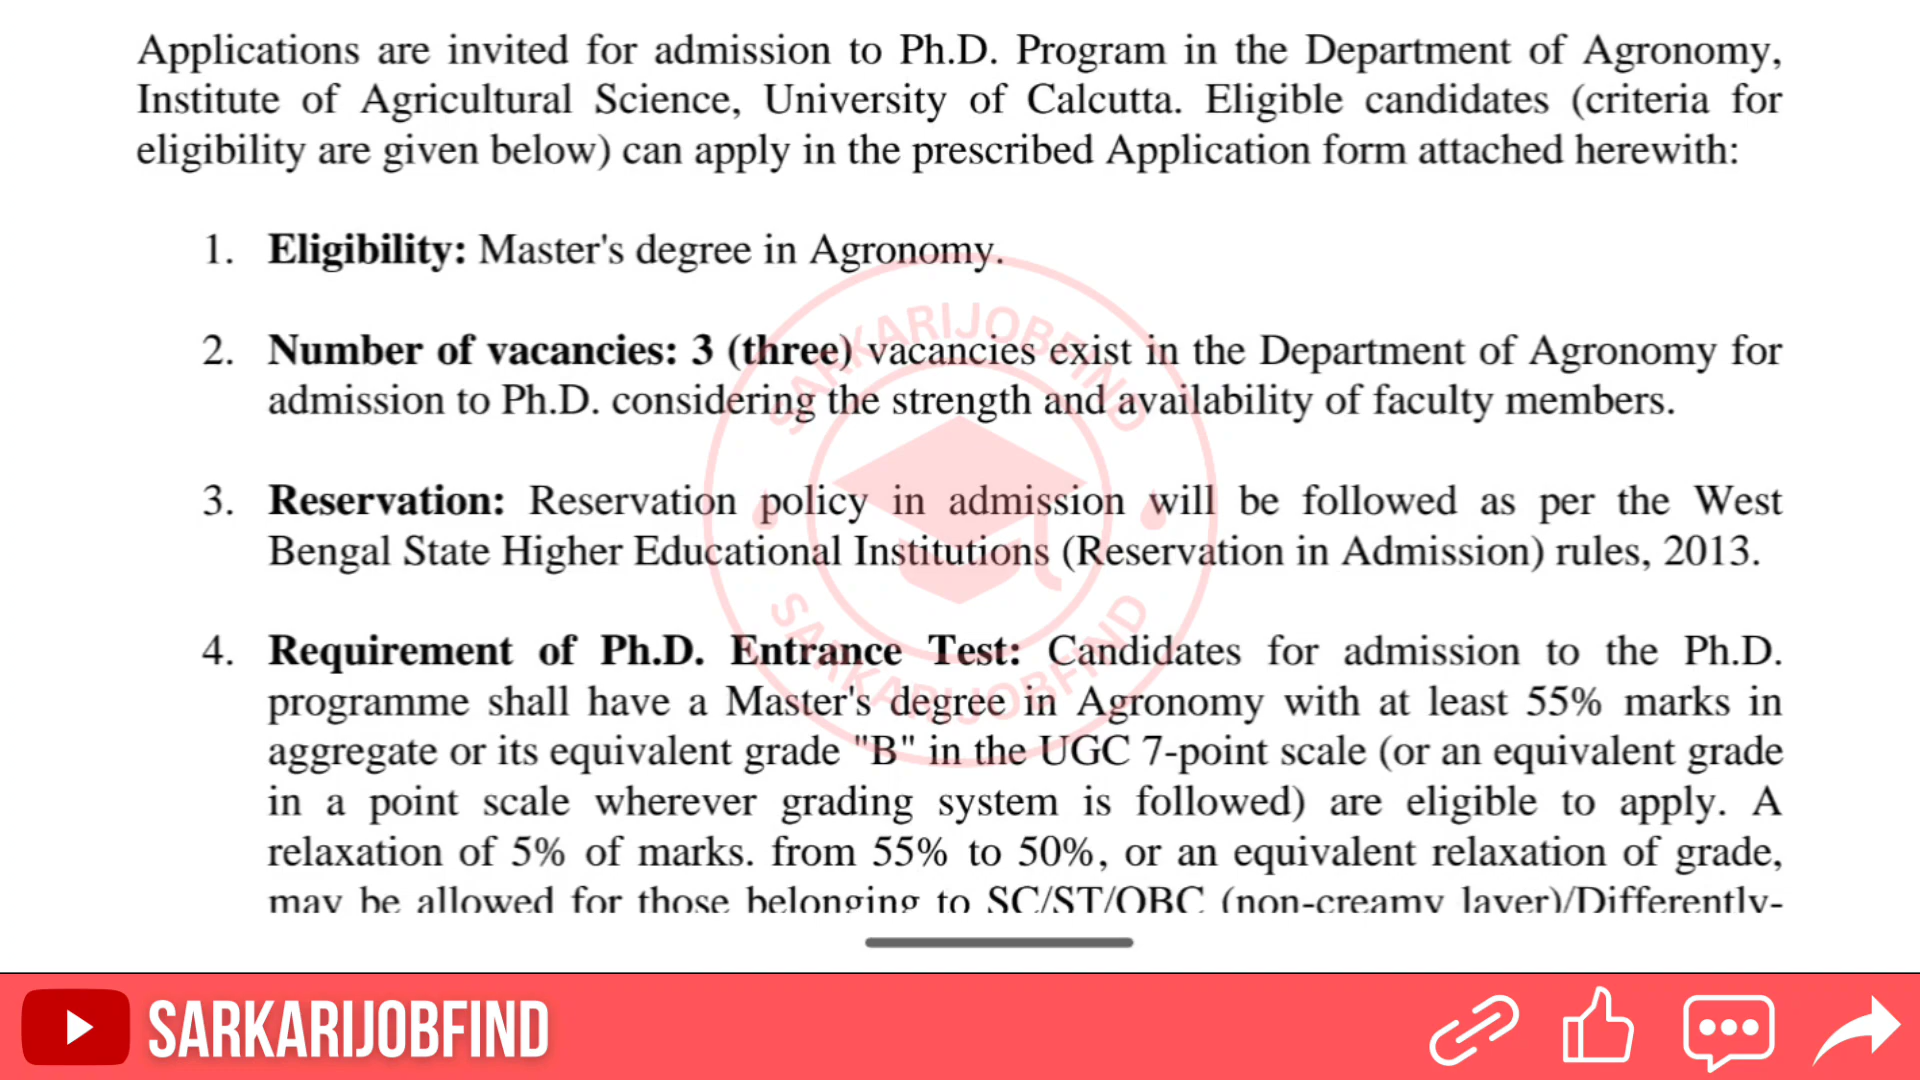 Applications are invited for admission to Ph.D. Program in the Department of Agronomy,
Institute of Agricultural Science, University of Calcutta. Eligible candidates (criteria for
eligibility are given below) can apply in the prescribed Application form attached herewith:
1. Eligibility: Master's degree in Agronomy.
2. Number of vacancies: 3 (three) vacancies exist in the Department of Agronomy for
admission to Ph.D. considering the strength and availability of faculty members.
3. Reservation: Reservation policy in admission will be followed as per the West
Bengal State Higher Educational Institutions (Reservation in Admission) rules, 2013.
4. Requirement of Ph.D. Entrance Test: Candidates for admission to the Ph.D.
programme shall have a Master's degree in Agronomy with at least 55% marks in
aggregate or its equivalent grade "B" in the UGC 7-point scale (or an equivalent grade
in a point scale wherever grading system is followed) are eligible to apply. A
relaxation of 5% of marks. from 55% to 50%, or an equivalent relaxation of grade,
may be allowed for those belonging to SC/ST/OBC (non-creamy layer)/Differently-
SARKARIJOBFIND
SARKARIJOBFIND
SARKARIJOBFIND